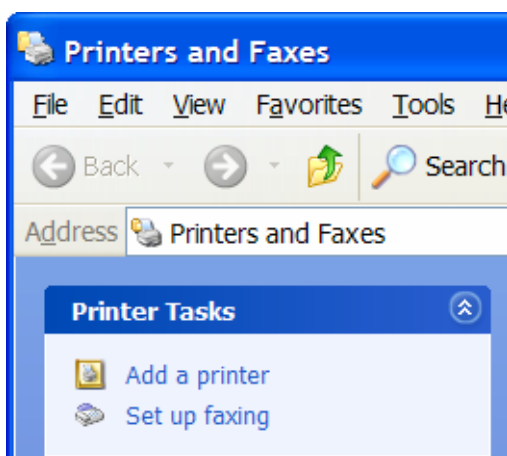 Printers and Faxes
File Edit View Favorites Tools He
Back Search
Address Printers and Faxes
Printer Tasks
Add a printer
Set up faxing